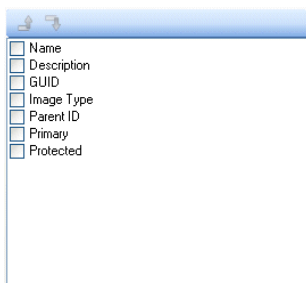 Name
Description
GUID
Image Type
Parent ID
Primary
Protected